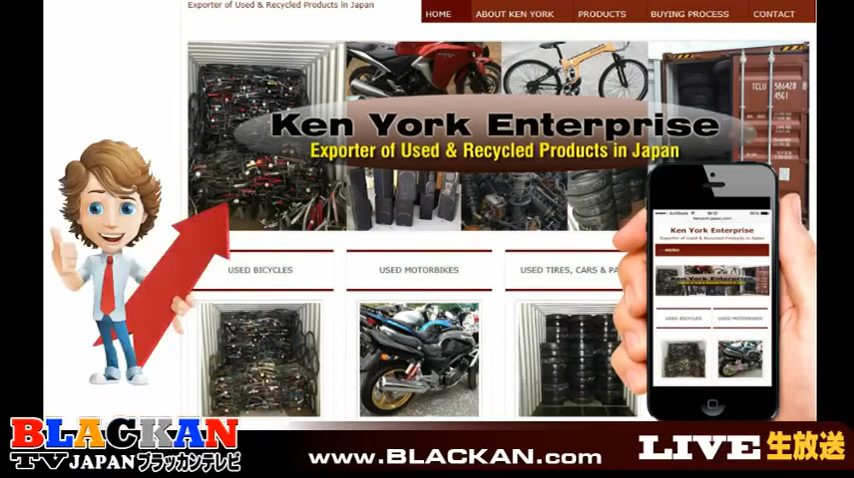 Exporter of Used & Recycled Products in Japan
HOME ABOUT KEN YORK PRODUCTS BUYING PROCESS CONTACT
Ken York Enterprise
Exporter of Used & Recycled Products in Japan
USED BICYCLES
USED MOTORBIKES
USED TIRES, CARS & PA
Ken York Enterprise
Exporter of Used & Recycled Products in Japan
MENU
USED BICYCLES
USED MOTORBIKES
BLACKAN
TV JAPAN ブラッカンテレビ
www.BLACKAN.com
LIVE 生放送